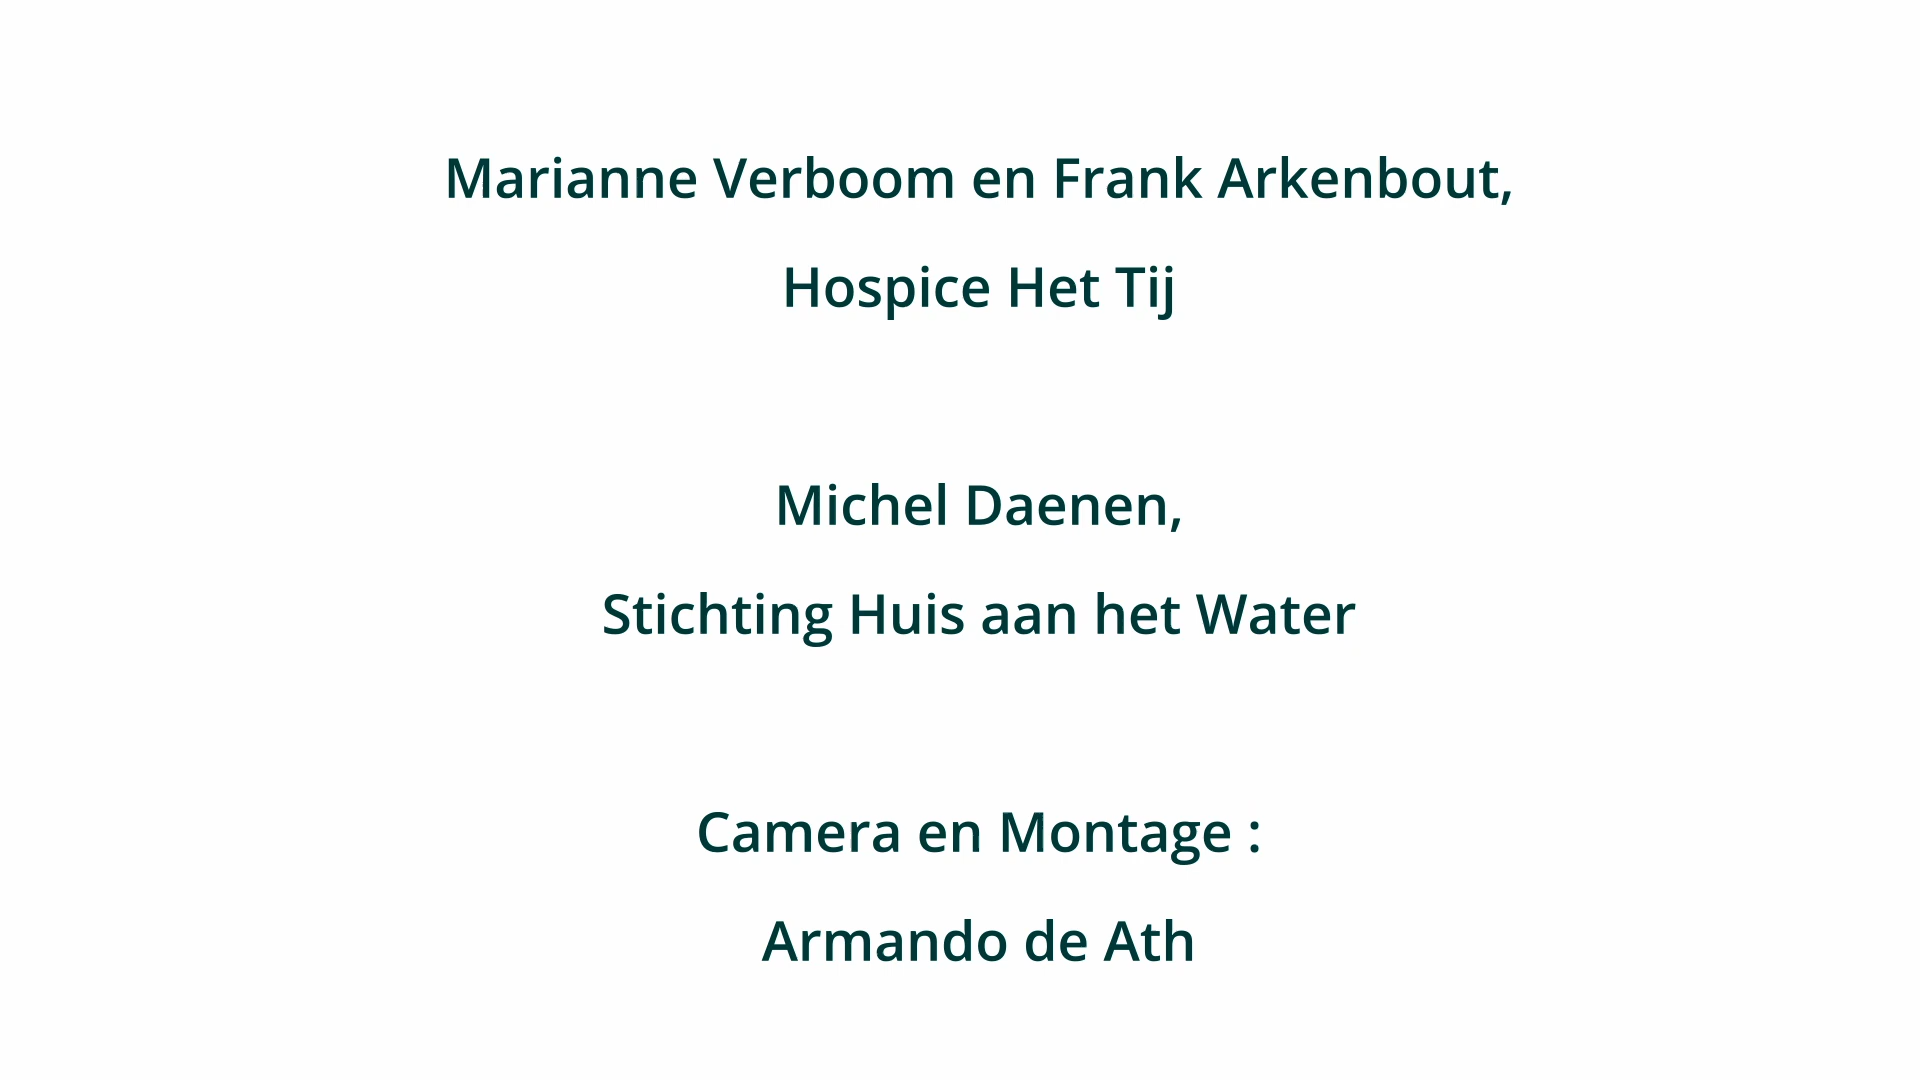 Marianne Verboom en Frank Arkenbout,
Hospice Het Tij
Michel Daenen,
Stichting Huis aan het Water
Camera en Montage :
Armando de Ath